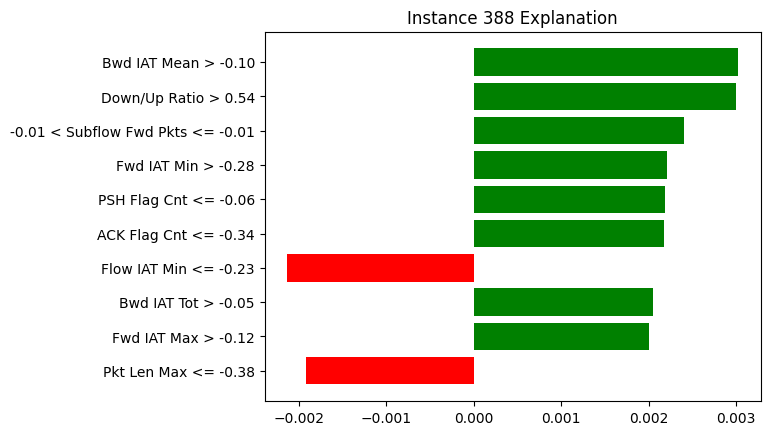 Instance 388 Explanation
Bwd IAT Mean > -0.10
Down/Up Ratio > 0.54
-0.01 < Subflow Fwd Pkts <= -0.01
Fwd IAT Min > -0.28
PSH Flag Cnt <= -0.06
ACK Flag Cnt <= -0.34
Flow IAT Min <= -0.23
Bwd IAT Tot > -0.05
Fwd IAT Max > -0.12
Pkt Len Max <= -0.38
−0.002 −0.001 0.000 0.001 0.002 0.003